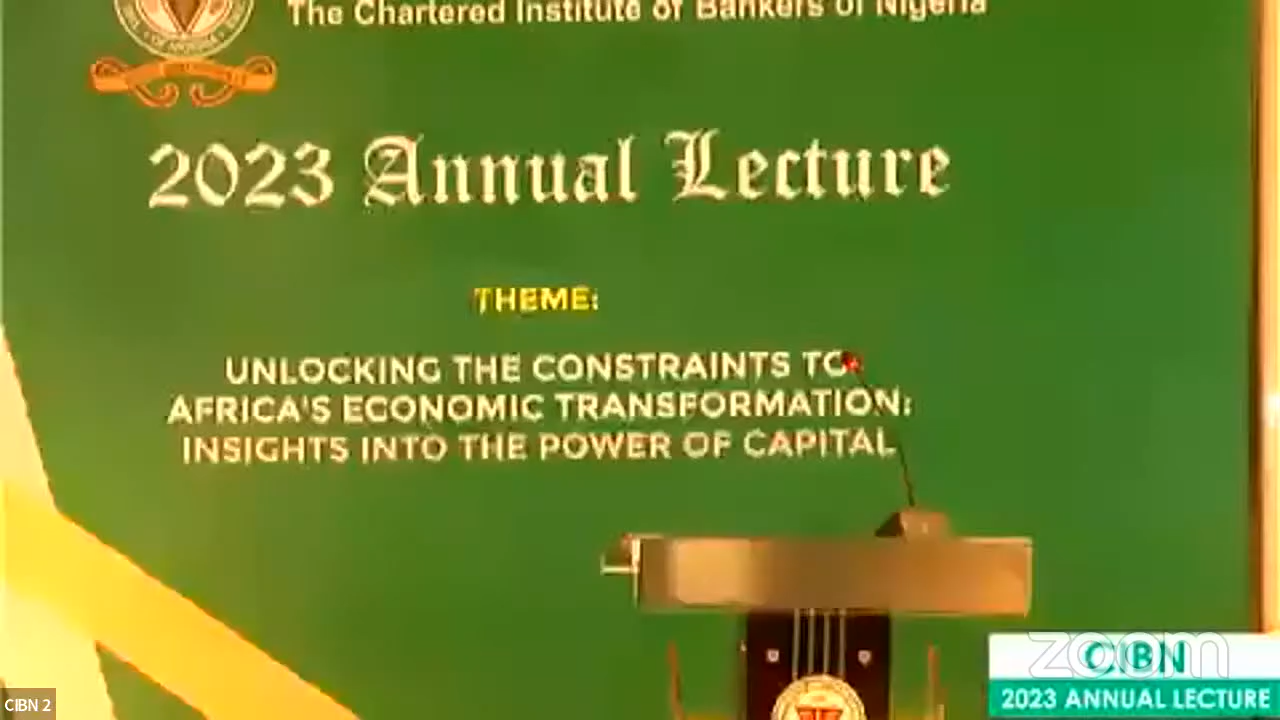 The Chartered Institute of Bankers of Nigeria
2023 Annual Lecture
THEME:
UNLOCKING THE CONSTRAINTS TO
AFRICA'S ECONOMIC TRANSFORMATION:
INSIGHTS INTO THE POWER OF CAPITAL
zoom
CIBN
2023 ANNUAL LECTURE
CIBN 2